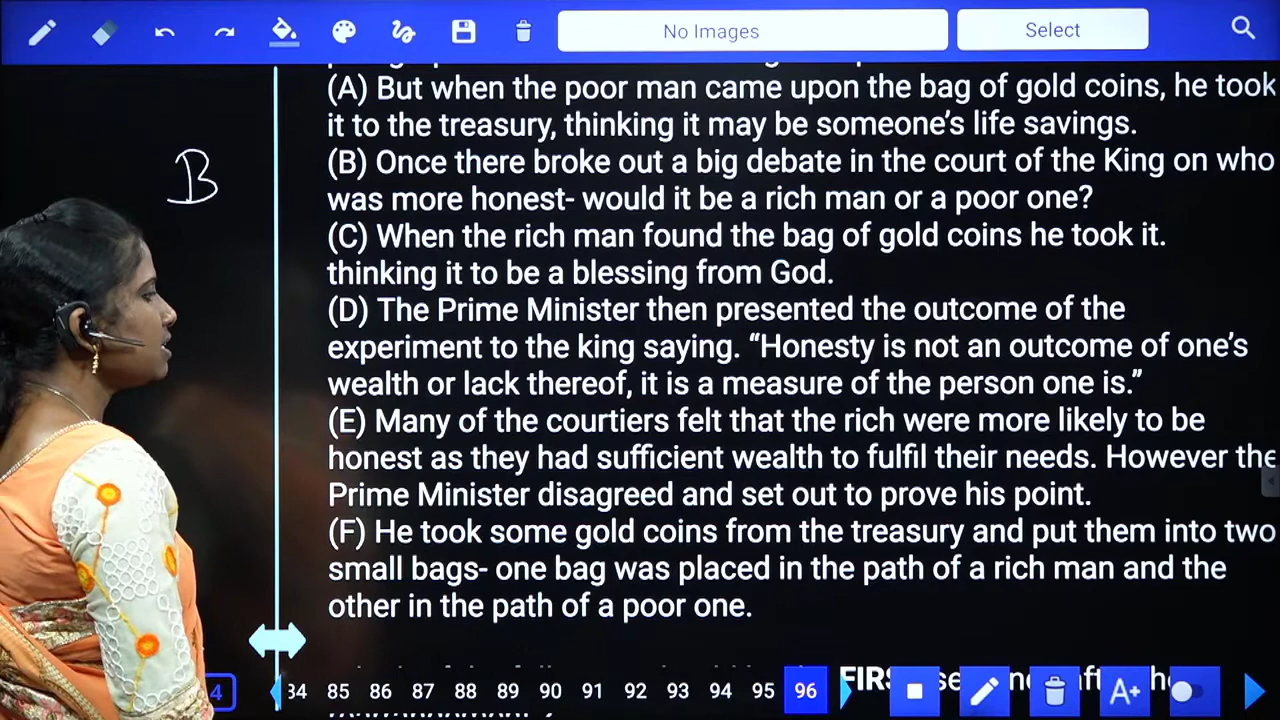 No Images
Select
(A) But when the poor man came upon the bag of gold coins, he took
it to the treasury, thinking it may be someone’s life savings.
B
(B) Once there broke out a big debate in the court of the King on who
was more honest- would it be a rich man or a poor one?
(C) When the rich man found the bag of gold coins he took it.
thinking it to be a blessing from God.
(D) The Prime Minister then presented the outcome of the
experiment to the king saying. “Honesty is not an outcome of one’s
wealth or lack thereof, it is a measure of the person one is.”
(E) Many of the courtiers felt that the rich were more likely to be
honest as they had sufficient wealth to fulfil their needs. However the
Prime Minister disagreed and set out to prove his point.
(F) He took some gold coins from the treasury and put them into two
small bags- one bag was placed in the path of a rich man and the
other in the path of a poor one.
4 84 85 86 87 88 89 90 91 92 93 94 95 96 A+